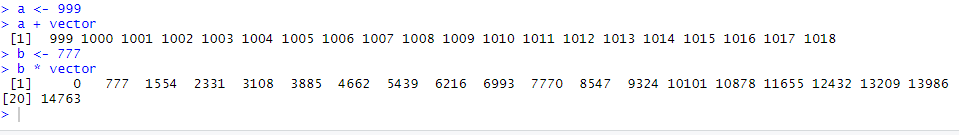 > a <- 999
> a + vector
 [1]  999 1000 1001 1002 1003 1004 1005 1006 1007 1008 1009 1010 1011 1012 1013 1014 1015 1016 1017 1018
> b <- 777
> b * vector
 [1]     0   777  1554  2331  3108  3885  4662  5439  6216  6993  7770  8547  9324 10101 10878 11655 12432 13209 13986
[20] 14763
>